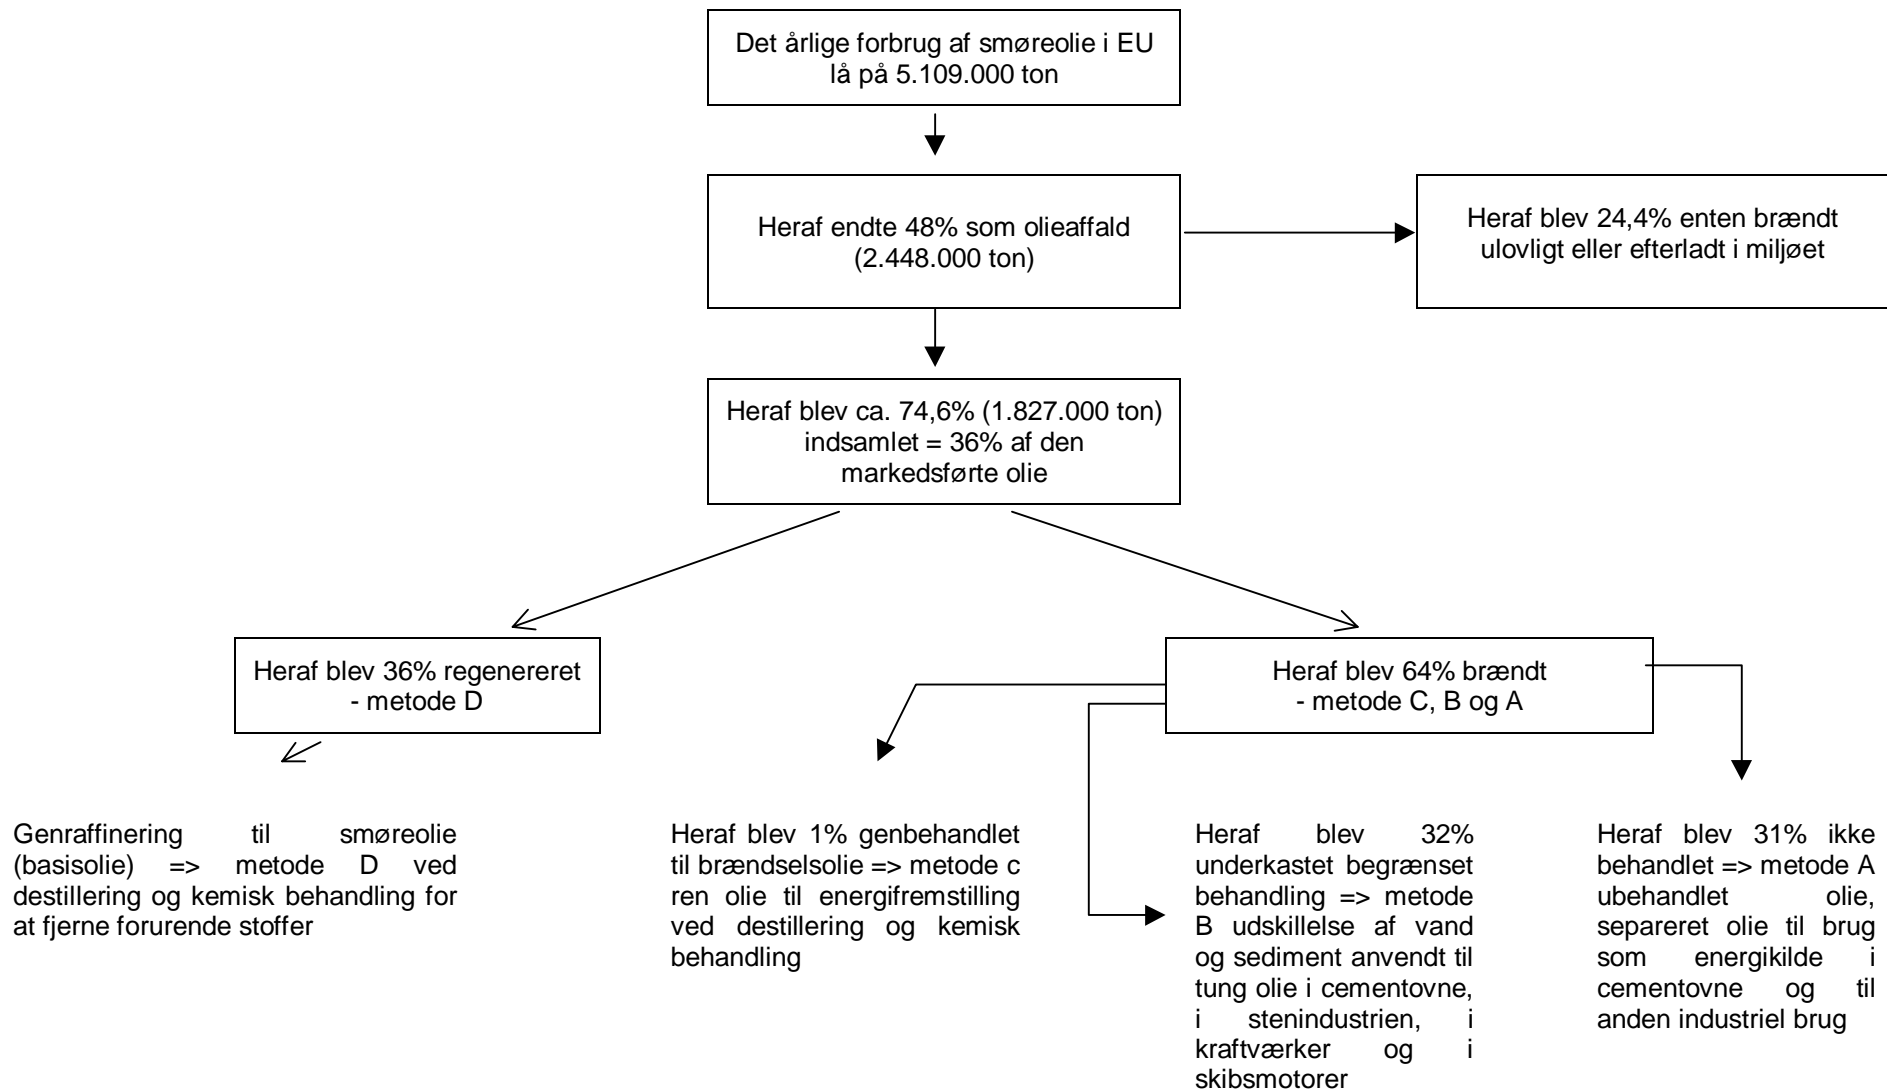 Det årlige forbrug af smøreolie i EU
lå på 5.109.000 ton
Heraf endte 48% som olieaffald
(2.448.000 ton)
Heraf blev 24,4% enten brændt
ulovligt eller efterladt i miljøet
Heraf blev ca. 74,6% (1.827.000 ton)
indsamlet = 36% af den
markedsførte olie
Heraf blev 36% regenereret
- metode D
Heraf blev 64% brændt
- metode C, B og A
Genraffinering til smøreolie
(basisolie) => metode D ved
destillering og kemisk behandling for
at fjerne forurende stoffer
Heraf blev 1% genbehandlet
til brændselsolie => metode c
ren olie til energifremstilling
ved destillering og kemisk
behandling
Heraf blev 32%
underkastet begrænset
behandling => metode
B udskillelse af vand
og sediment anvendt til
tung olie i cementovne,
i stenindustrien, i
kraftværker og i
skibsmotorer
Heraf blev 31% ikke
behandlet => metode A
ubehandlet olie,
separeret olie til brug
som energikilde i
cementovne og til
anden industriel brug